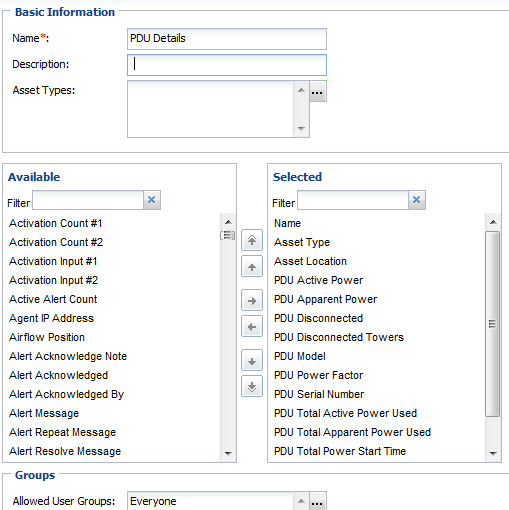 Basic Information
Name*: PDU Details
Description:
Asset Types: ...
Available
Filter
Activation Count #1
Activation Count #2
Activation Input #1
Activation Input #2
Active Alert Count
Agent IP Address
Airflow Position
Alert Acknowledge Note
Alert Acknowledged
Alert Acknowledged By
Alert Message
Alert Repeat Message
Alert Resolve Message
Selected
Filter
Name
Asset Type
Asset Location
PDU Active Power
PDU Apparent Power
PDU Disconnected
PDU Disconnected Towers
PDU Model
PDU Power Factor
PDU Serial Number
PDU Total Active Power Used
PDU Total Apparent Power Used
PDU Total Power Start Time
Groups
Allowed User Groups: Everyone ...